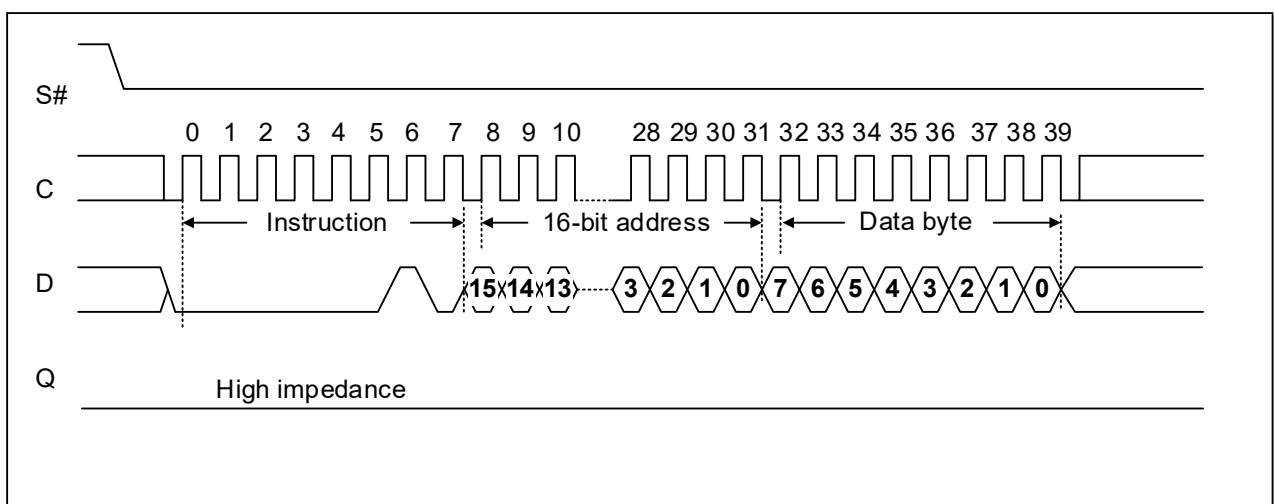 S#
0 1 2 3 4 5 6 7 8 9 10 28 29 30 31 32 33 34 35 36 37 38 39
C
Instruction 16-bit address Data byte
D 15 14 13 3 2 1 0 7 6 5 4 3 2 1 0
Q
High impedance